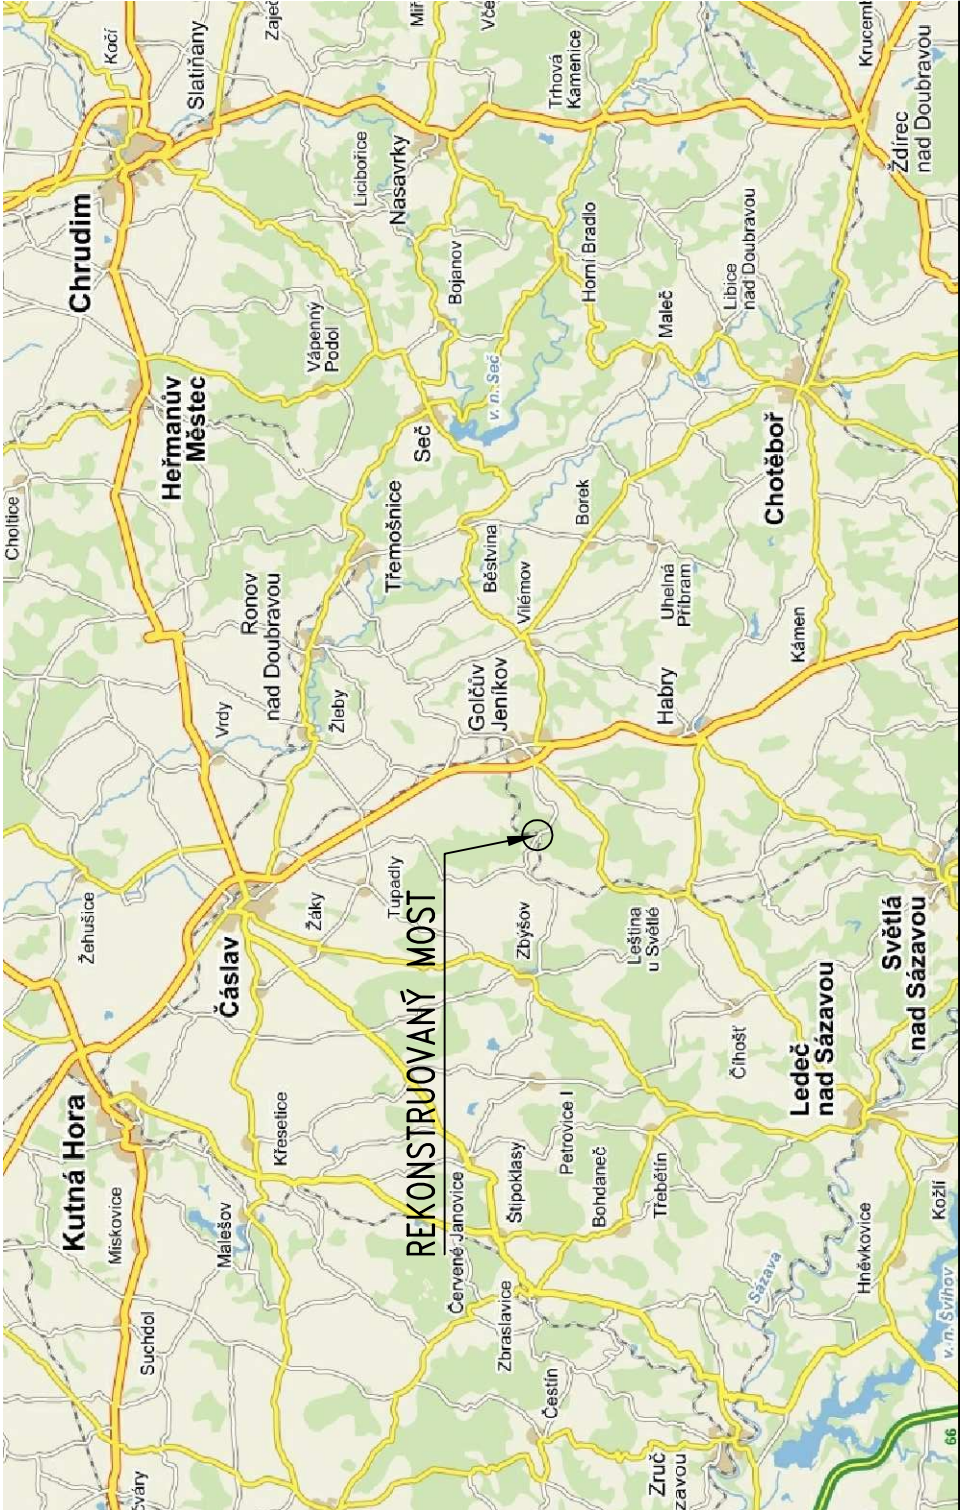 Kutná Hora
Miskovice
Suchdol
Malešov
Křesetice
Žehušice
Čáslav
Žáky
Tupadly
Vrdy
Žleby
Ronov
nad Doubravou
Choltice
Heřmanův
Městec
Chrudim
Kočí
Slatiňany
Vápenný
Podol
Licibořice
Nasavrky
Bojanov
Seč
v. n. Seč
Třemošnice
Běstvina
Vilémov
Golčův
Jeníkov
REKONSTRUOVANÝ MOST
Červené Janovice
Štipoklasy
Petrovice I
Zbýšov
Zbraslavice
Čestín
Bohdaneč
Třebětín
Leština
u Světlé
Habry
Uhelná
Příbram
Borek
Horní Bradlo
Trhová
Kamenice
Maleč
Libice
nad Doubravou
Chotěboř
Kámen
Číhošť
Ledeč
nad Sázavou
Světlá
nad Sázavou
Sázava
Hněvkovice
Kožlí
v. n. Švihov
Zruč
Ždírec
nad Doubravou
66